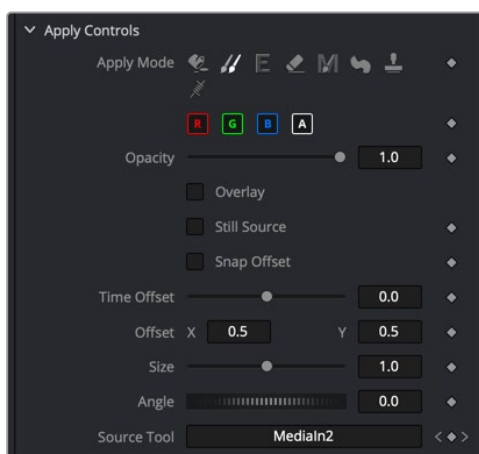 Apply Controls
Apply Mode
R G B A
Opacity 1.0
Overlay
Still Source
Snap Offset
Time Offset 0.0
Offset X 0.5 Y 0.5
Size 1.0
Angle 0.0
Source Tool MediaIn2